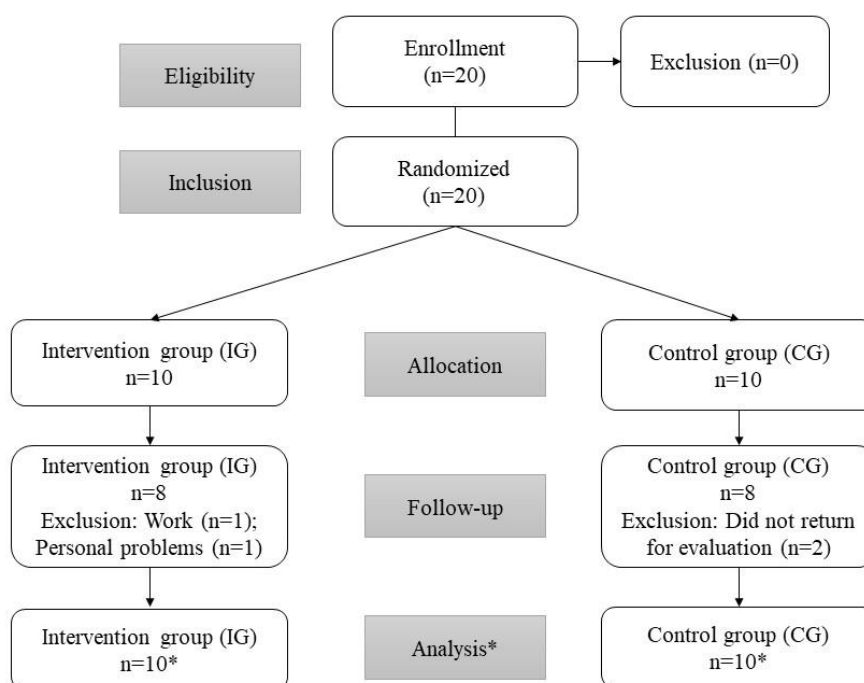 Eligibility
Enrollment
(n=20)
Exclusion (n=0)
Inclusion
Randomized
(n=20)
Intervention group (IG)
n=10
Allocation
Control group (CG)
n=10
Intervention group (IG)
n=8
Exclusion: Work (n=1);
Personal problems (n=1)
Follow-up
Control group (CG)
n=8
Exclusion: Did not return
for evaluation (n=2)
Intervention group (IG)
n=10*
Analysis*
Control group (CG)
n=10*